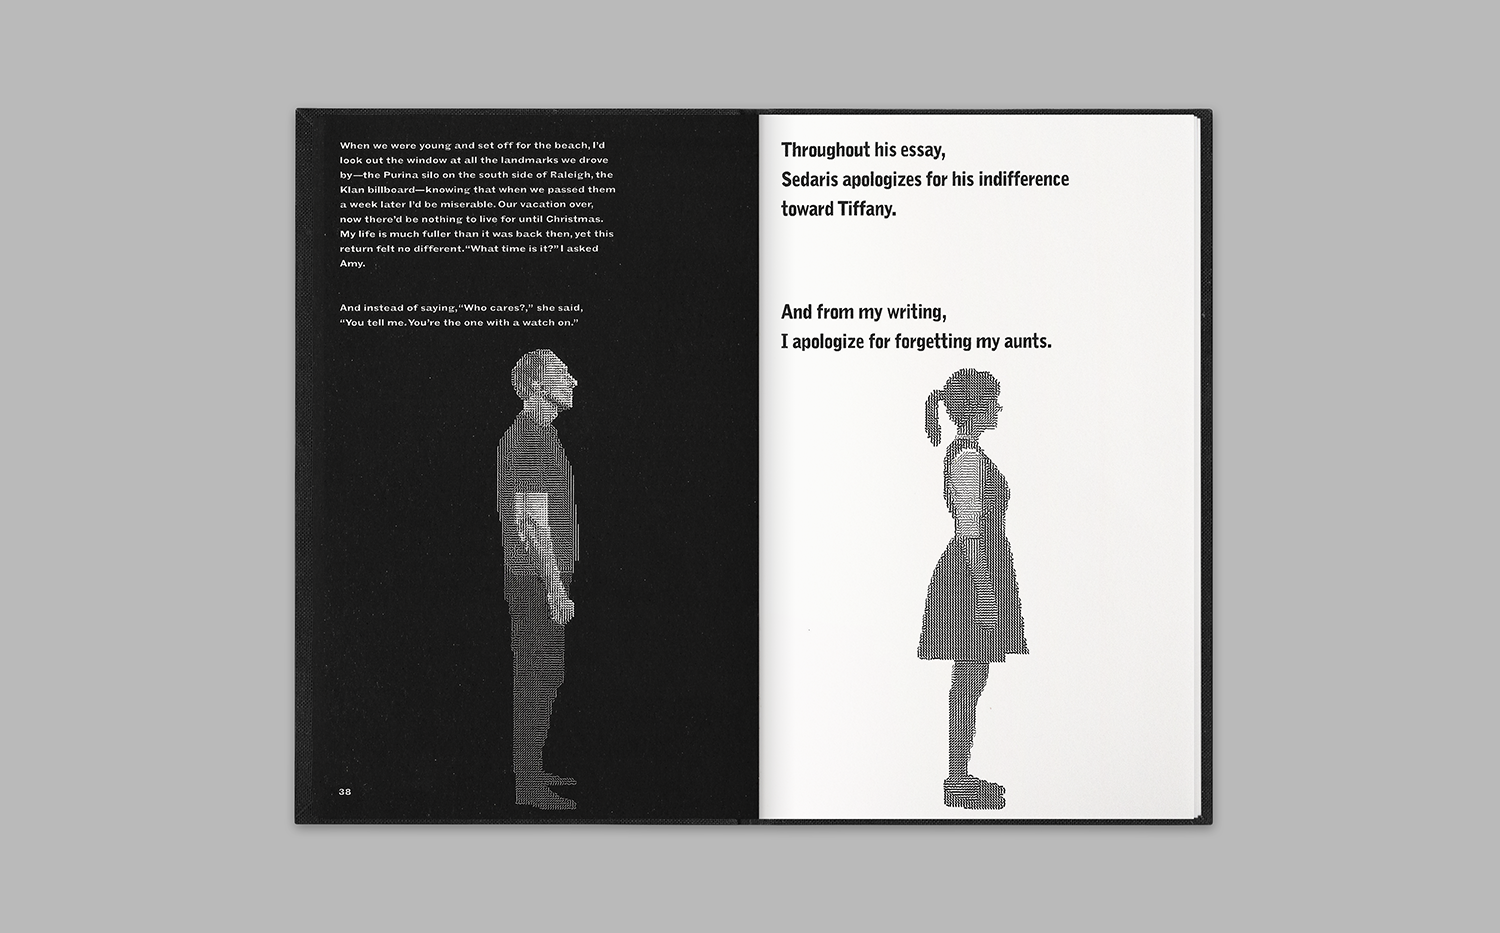 When we were young and set off for the beach, I'd
look out the window at all the landmarks we drove
by—the Purina silo on the south side of Raleigh, the
Klan billboard—knowing that when we passed them
a week later I'd be miserable. Our vacation over,
now there'd be nothing to live for until Christmas.
My life is much fuller than it was back then, yet this
return felt no different. “What time is it?” I asked
Amy.
And instead of saying, “Who cares?,” she said,
“You tell me. You're the one with a watch on.”
38
Throughout his essay,
Sedaris apologizes for his indifference
toward Tiffany.
And from my writing,
I apologize for forgetting my aunts.